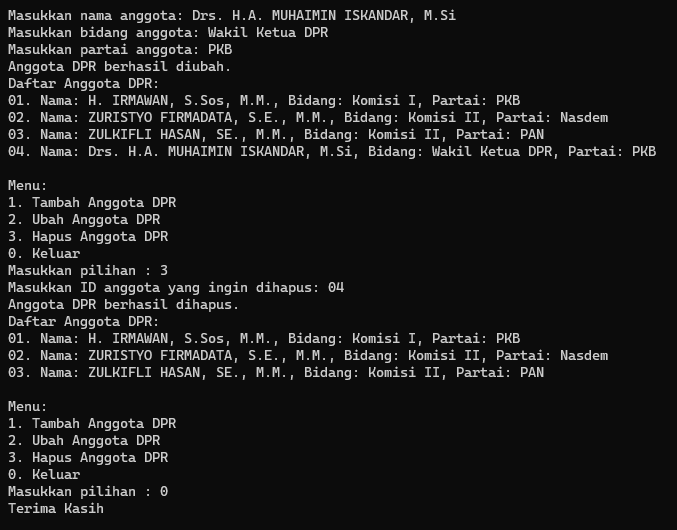 Masukkan nama anggota: Drs. H.A. MUHAIMIN ISKANDAR, M.Si
Masukkan bidang anggota: Wakil Ketua DPR
Masukkan partai anggota: PKB
Anggota DPR berhasil diubah.
Daftar Anggota DPR:
01. Nama: H. IRMAWAN, S.Sos, M.M., Bidang: Komisi I, Partai: PKB
02. Nama: ZURISTYO FIRMADATA, S.E., M.M., Bidang: Komisi II, Partai: Nasdem
03. Nama: ZULKIFLI HASAN, SE., M.M., Bidang: Komisi II, Partai: PAN
04. Nama: Drs. H.A. MUHAIMIN ISKANDAR, M.Si, Bidang: Wakil Ketua DPR, Partai: PKB

Menu:
1. Tambah Anggota DPR
2. Ubah Anggota DPR
3. Hapus Anggota DPR
0. Keluar
Masukkan pilihan : 3
Masukkan ID anggota yang ingin dihapus: 04
Anggota DPR berhasil dihapus.
Daftar Anggota DPR:
01. Nama: H. IRMAWAN, S.Sos, M.M., Bidang: Komisi I, Partai: PKB
02. Nama: ZURISTYO FIRMADATA, S.E., M.M., Bidang: Komisi II, Partai: Nasdem
03. Nama: ZULKIFLI HASAN, SE., M.M., Bidang: Komisi II, Partai: PAN

Menu:
1. Tambah Anggota DPR
2. Ubah Anggota DPR
3. Hapus Anggota DPR
0. Keluar
Masukkan pilihan : 0
Terima Kasih